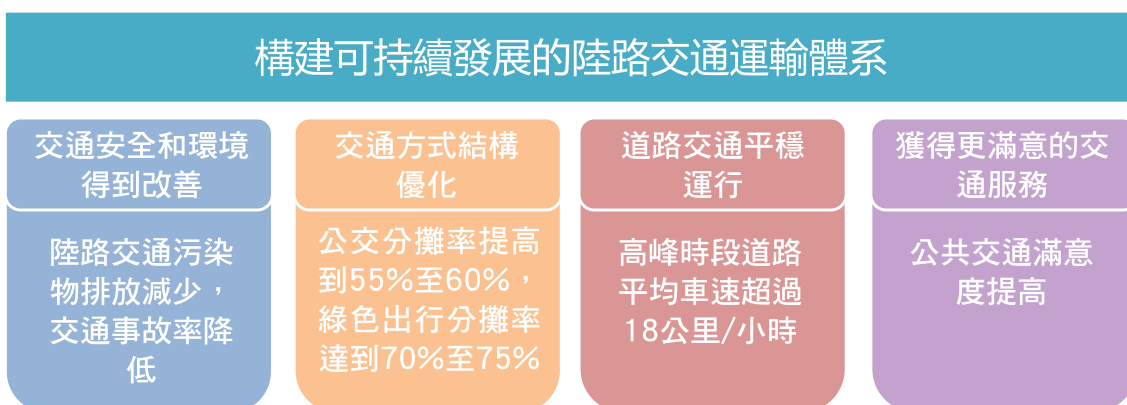 構建可持續發展的陸路交通運輸體系
交通安全和環境
得到改善
陸路交通污染
物排放減少，
交通事故率降
低
交通方式結構
優化
公交分攤率提高
到55%至60%，
綠色出行分攤率
達到70%至75%
道路交通平穩
運行
高峰時段道路
平均車速超過
18公里/小時
獲得更滿意的交
通服務
公共交通滿意
度提高